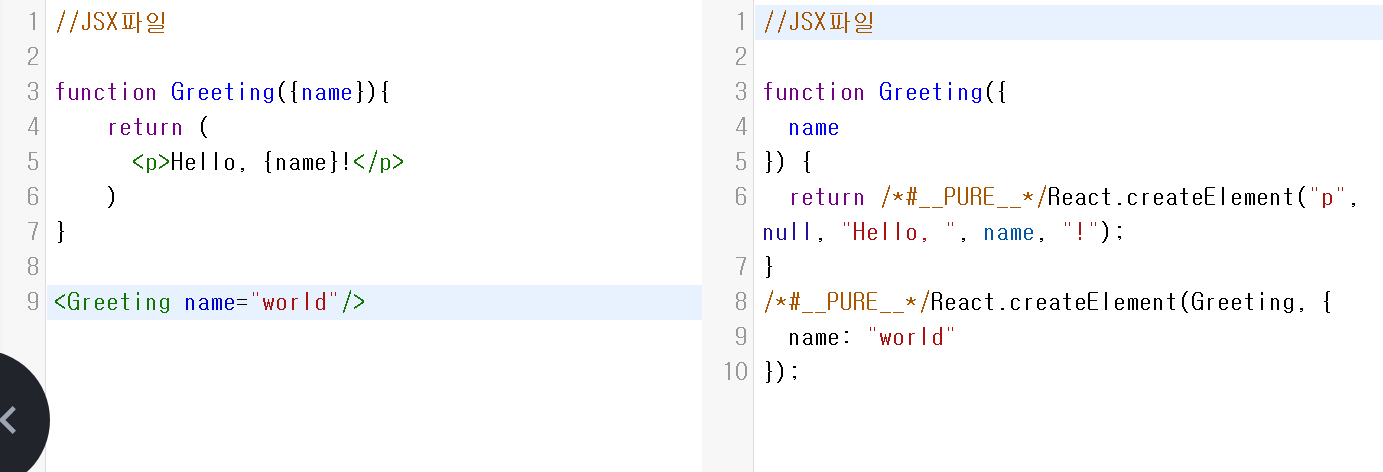 1 //JSX파일
2
3 function Greeting({name}){
4     return (
5       <p>Hello, {name}!</p>
6     )
7 }
8
9 <Greeting name="world"/>
1 //JSX파일
2
3 function Greeting({
4   name
5 }) {
6   return /*#__PURE__*/React.createElement("p",
null, "Hello, ", name, "!");
7 }
8 /*#__PURE__*/React.createElement(Greeting, {
9   name: "world"
10 });